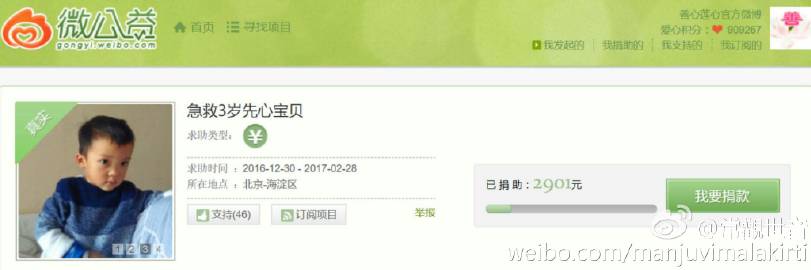 微公益
gongyi.weibo.com
首页
寻找项目
善心莲心官方微博
爱心积分：909267
我发起的
我捐助的
我支持的
我订阅的
真实
急救3岁先心宝贝
求助类型：
¥
求助时间 ：2016-12-30 - 2017-02-28
所在地点 ：北京-海淀区
支持(46)
订阅项目
举报
1 2 3 4
已捐助：2901元
我要捐款
weibo.com/manjuvimalakirti